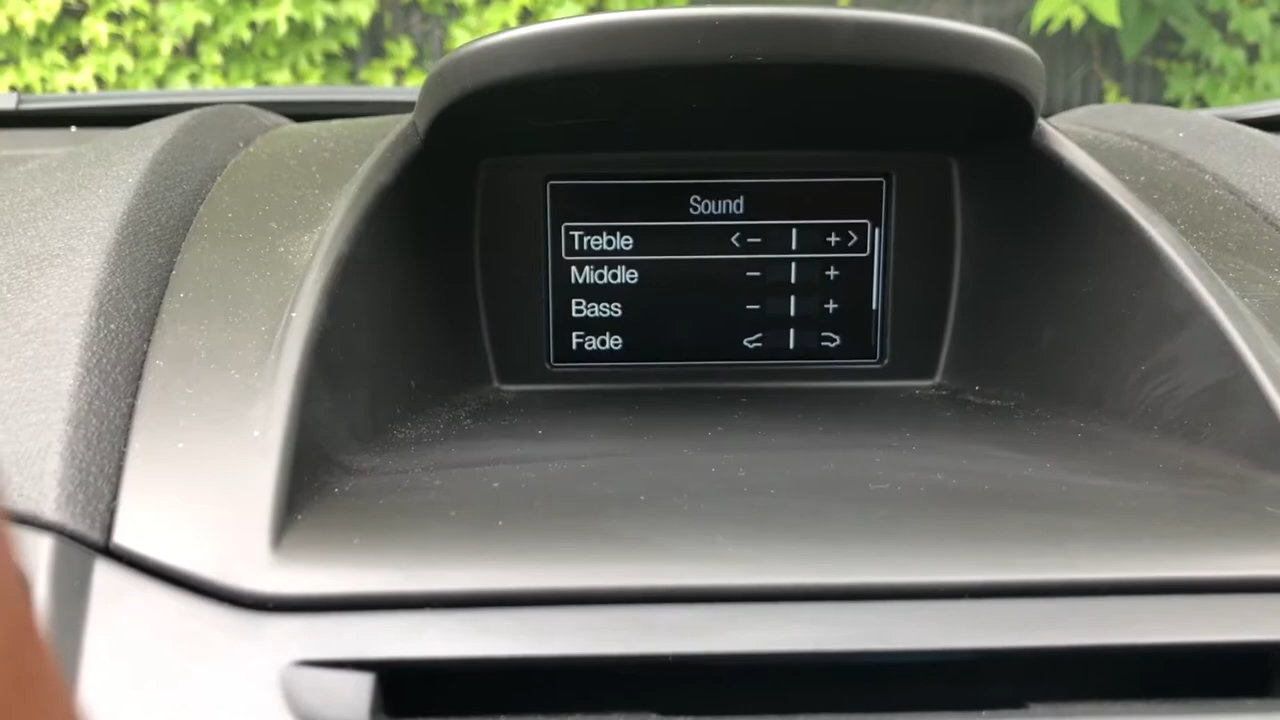 Sound
Treble < – | + >
Middle – | +
Bass – | +
Fade |